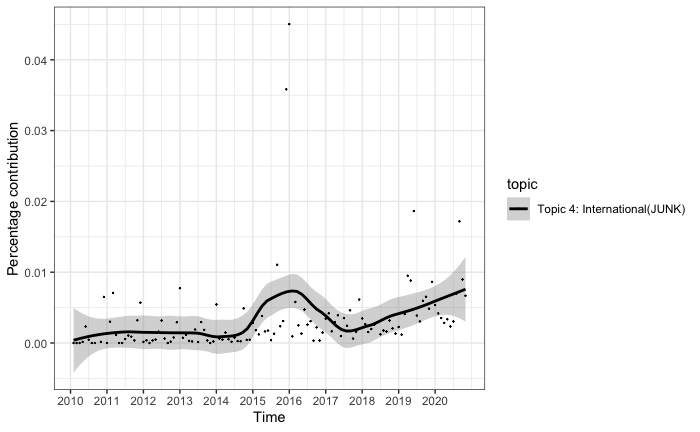 0.04
0.03
0.02
0.01
0.00
Percentage contribution
2010 2011 2012 2013 2014 2015 2016 2017 2018 2019 2020
Time
topic
Topic 4: International(JUNK)